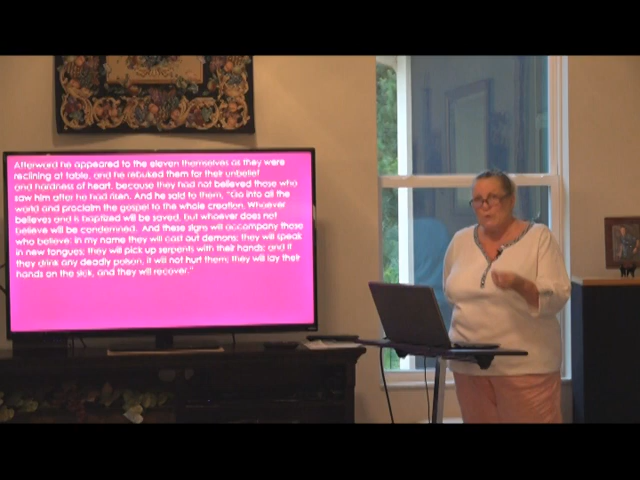 Afterward he appeared to the eleven themselves as they were
reclining at table, and he rebuked them for their unbelief
and hardness of heart, because they had not believed those who
saw him after he had risen. And he said to them, "Go into all the
world and proclaim the gospel to the whole creation. Whoever
believes and is baptized will be saved, but whoever does not
believe will be condemned. And these signs will accompany those
who believe: in my name they will cast out demons; they will speak
in new tongues; they will pick up serpents with their hands; and if
they drink any deadly poison, it will not hurt them; they will lay their
hands on the sick, and they will recover."